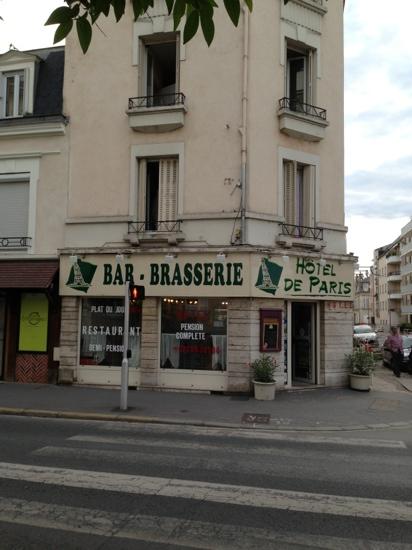 BAR - BRASSERIE
HÔTEL
DE PARIS
PLAT DU JOUR
RESTAURANT
DEMI-PENSION
PENSION
COMPLETE